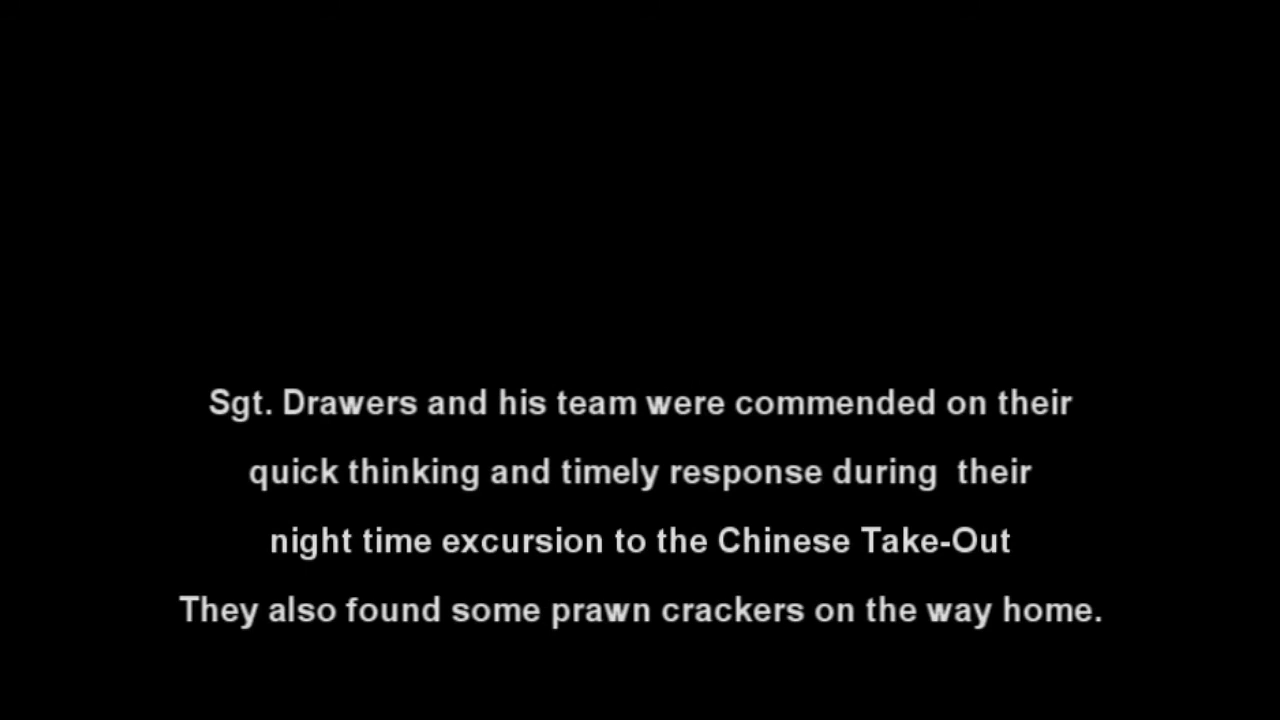 Sgt. Drawers and his team were commended on their
quick thinking and timely response during  their
night time excursion to the Chinese Take-Out
They also found some prawn crackers on the way home.